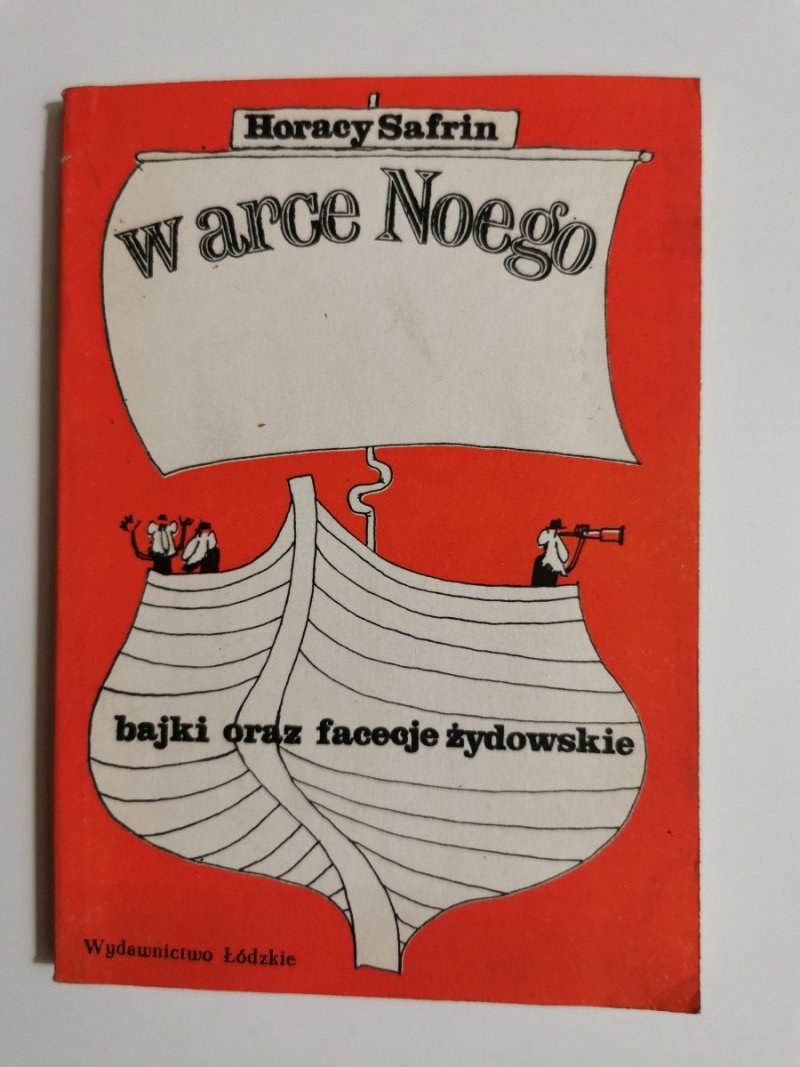 Horacy Safrin
w arce Noego
bajki oraz facecje żydowskie
Wydawnictwo Łódzkie